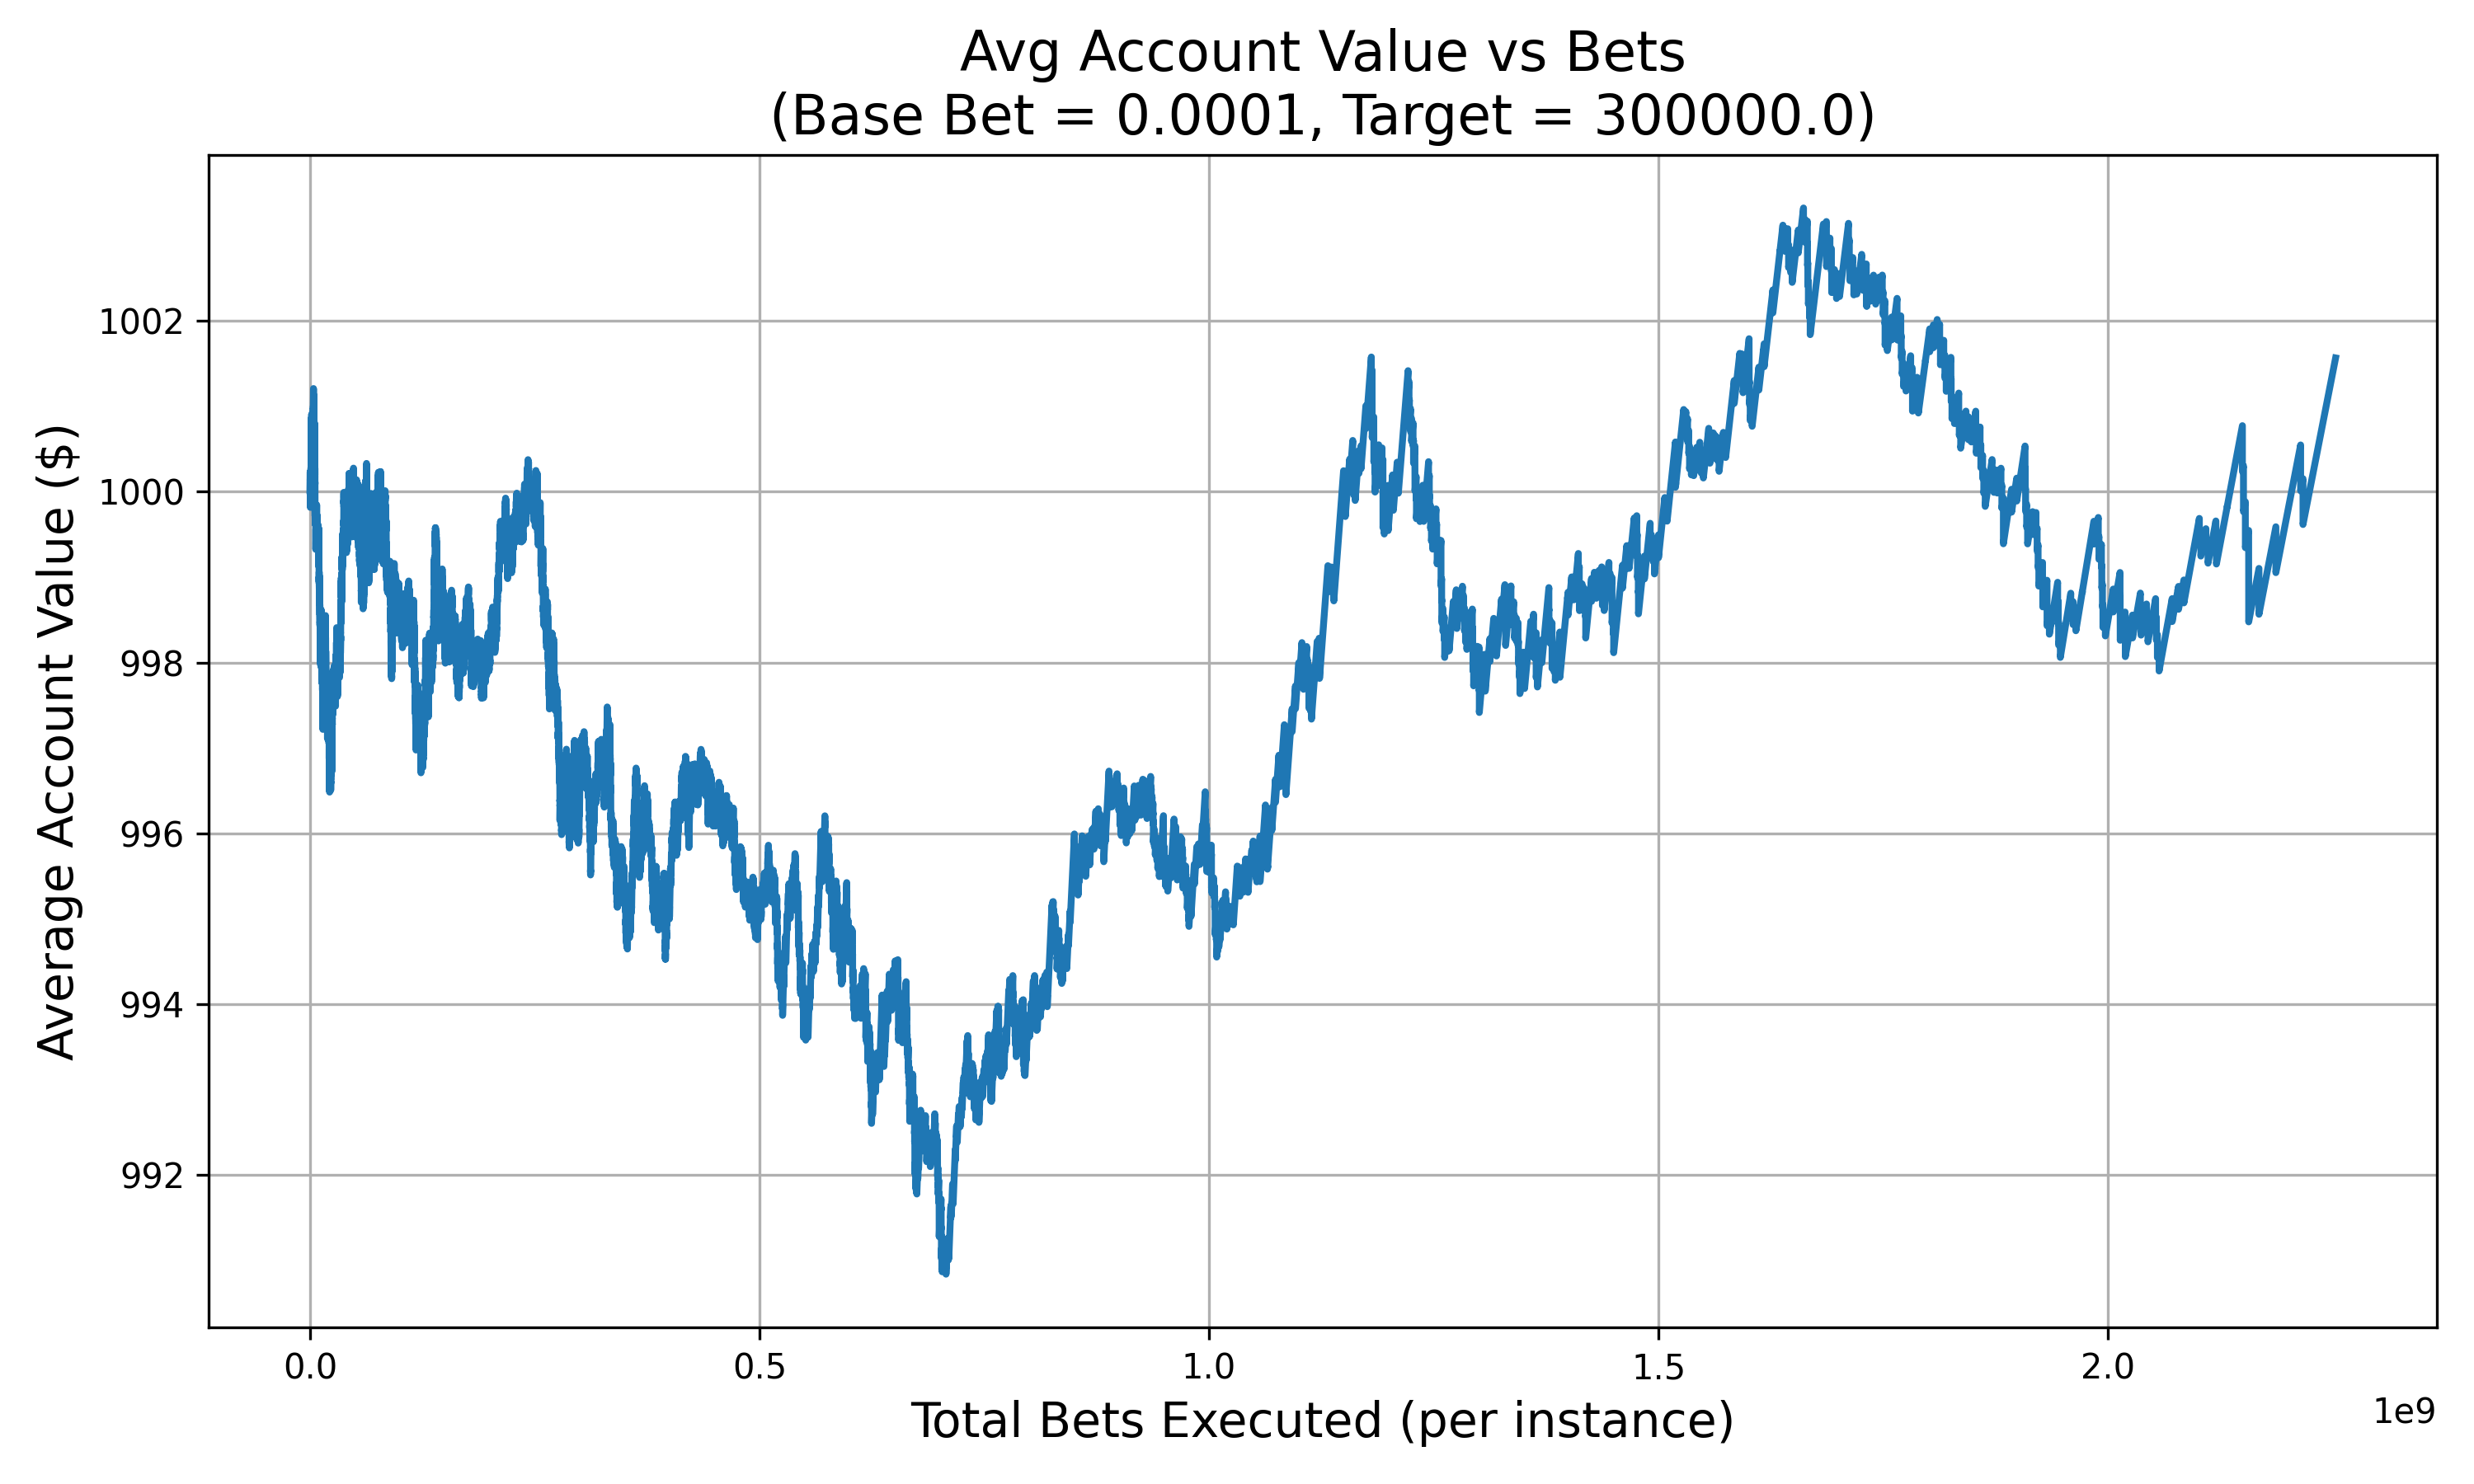 Avg Account Value vs Bets
(Base Bet = 0.0001, Target = 300000.0)
Average Account Value ($)
1002
1000
998
996
994
992
0.0
0.5
1.0
1.5
2.0
1e9
Total Bets Executed (per instance)